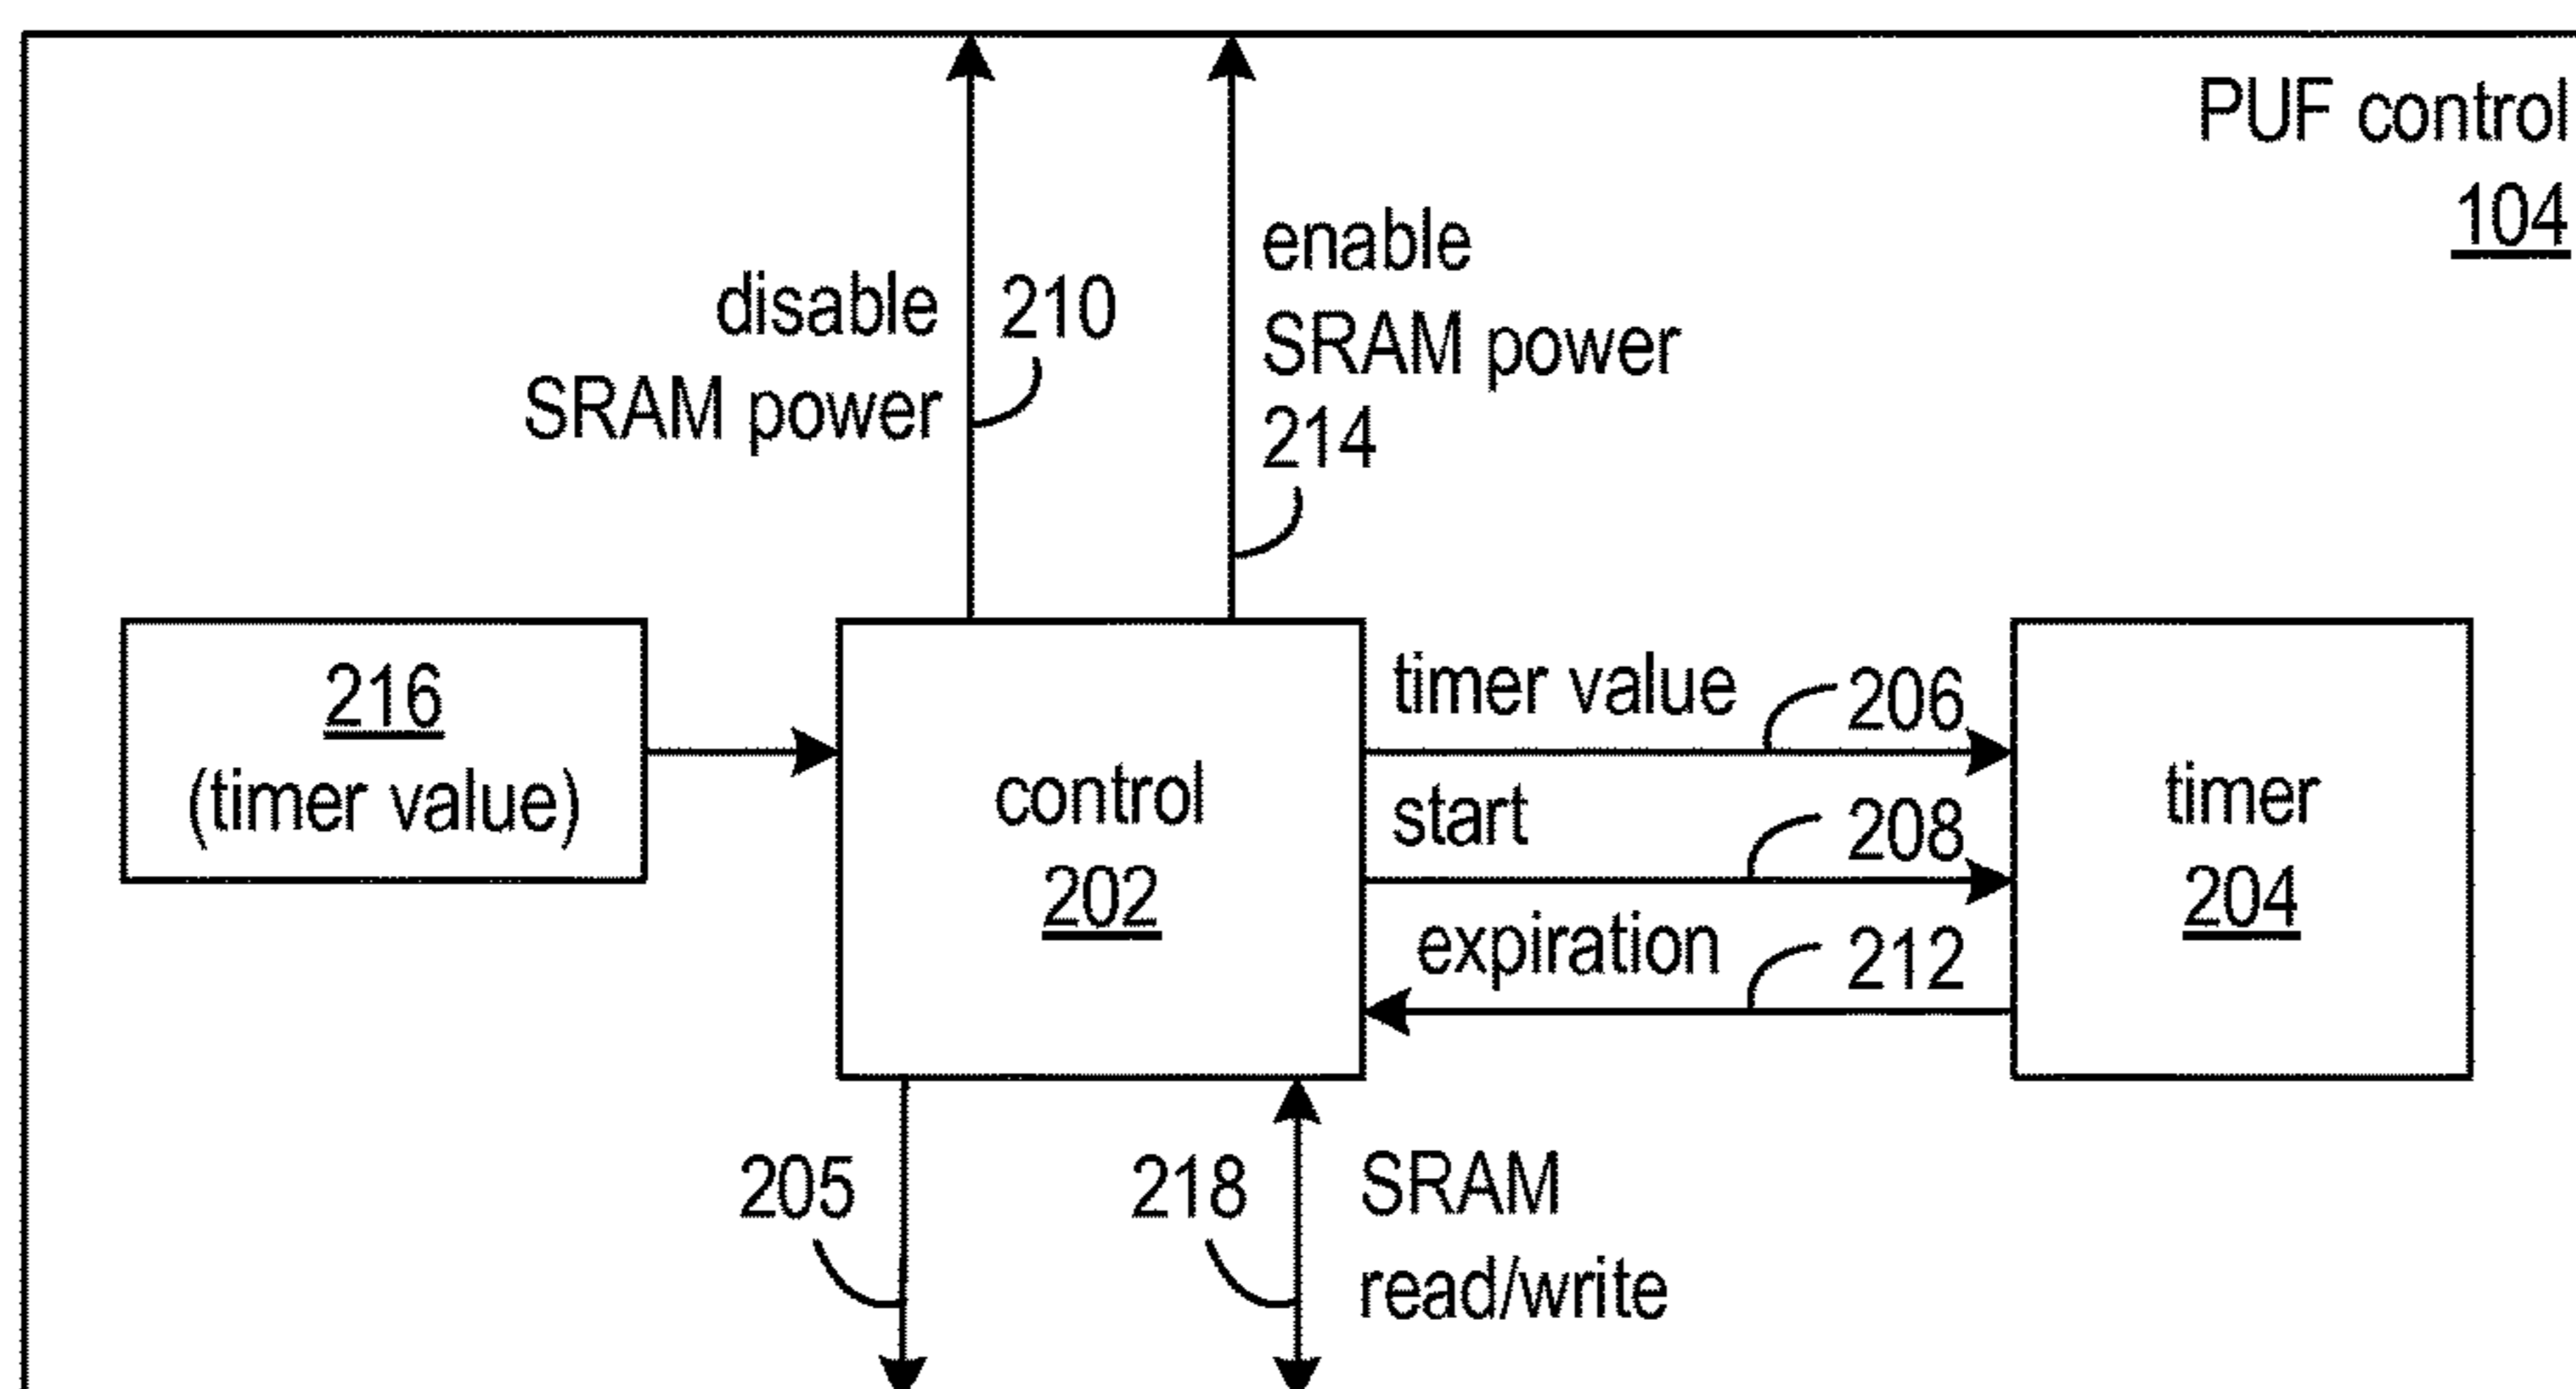 PUF control
104
disable
SRAM power
210
enable
SRAM power
214
216
(timer value)
control
202
timer value
206
start
208
expiration
212
timer
204
205
218
SRAM
read/write